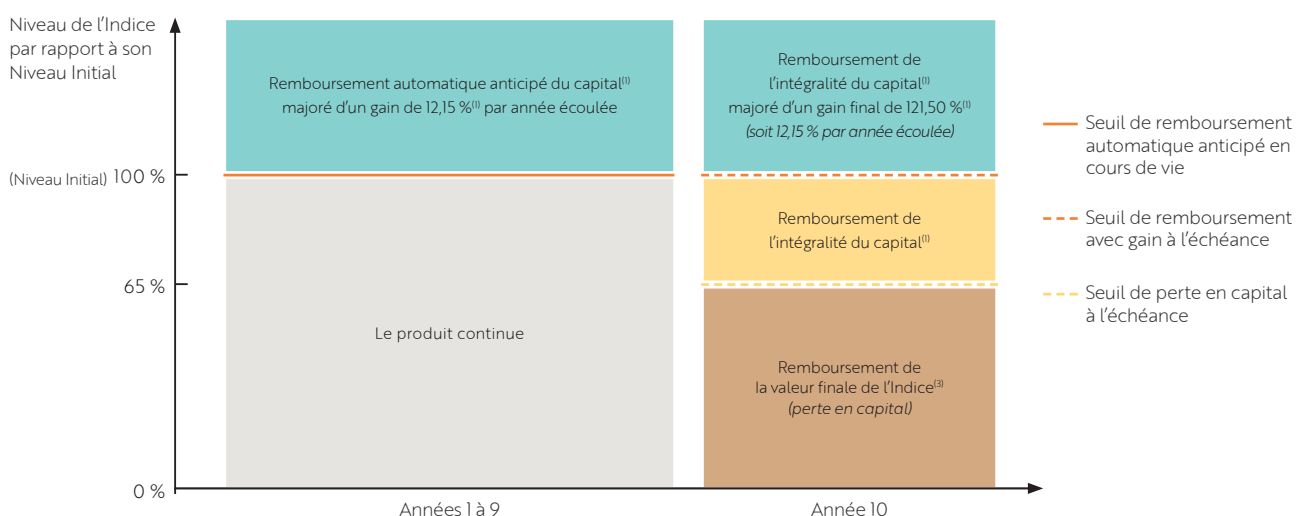 Niveau de l’Indice
par rapport à son
Niveau Initial
Remboursement automatique anticipé du capital⁽¹⁾
majoré d’un gain de 12,15 %⁽¹⁾ par année écoulée
Remboursement de
l’intégralité du capital⁽¹⁾
majoré d’un gain final de 121,50 %⁽¹⁾
(soit 12,15 % par année écoulée)
Seuil de remboursement
automatique anticipé en
cours de vie
(Niveau Initial) 100 %
Remboursement de
l’intégralité du capital⁽¹⁾
Seuil de remboursement
avec gain à l’échéance
65 %
Seuil de perte en capital
à l’échéance
Le produit continue
Remboursement de
la valeur finale de l’Indice⁽³⁾
(perte en capital)
0 %
Années 1 à 9
Année 10